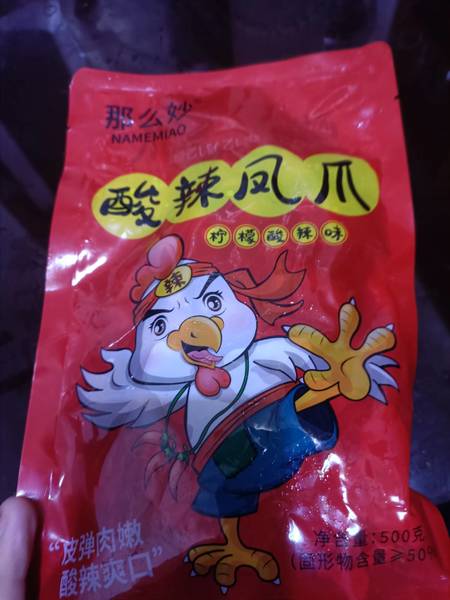 那么妙
NAMEMIAO
酸辣凤爪
柠檬酸辣味
辣
"皮弹肉嫩
酸辣爽口"
净含量:500克
(固形物含量≥50%